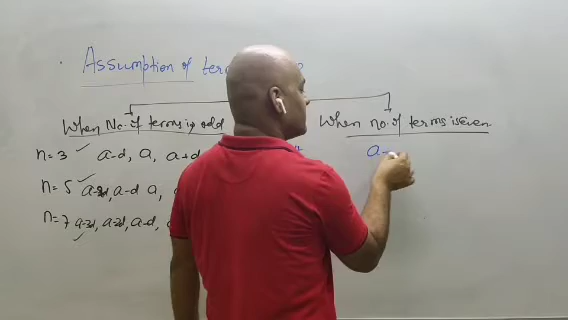 Assumption of
When No. of terms is odd
When no. of terms is even
n=3 a-d, a, a+d
a-
n=5 a-2d, a-d a,
n=7 a-3d, a-2d, a-d,